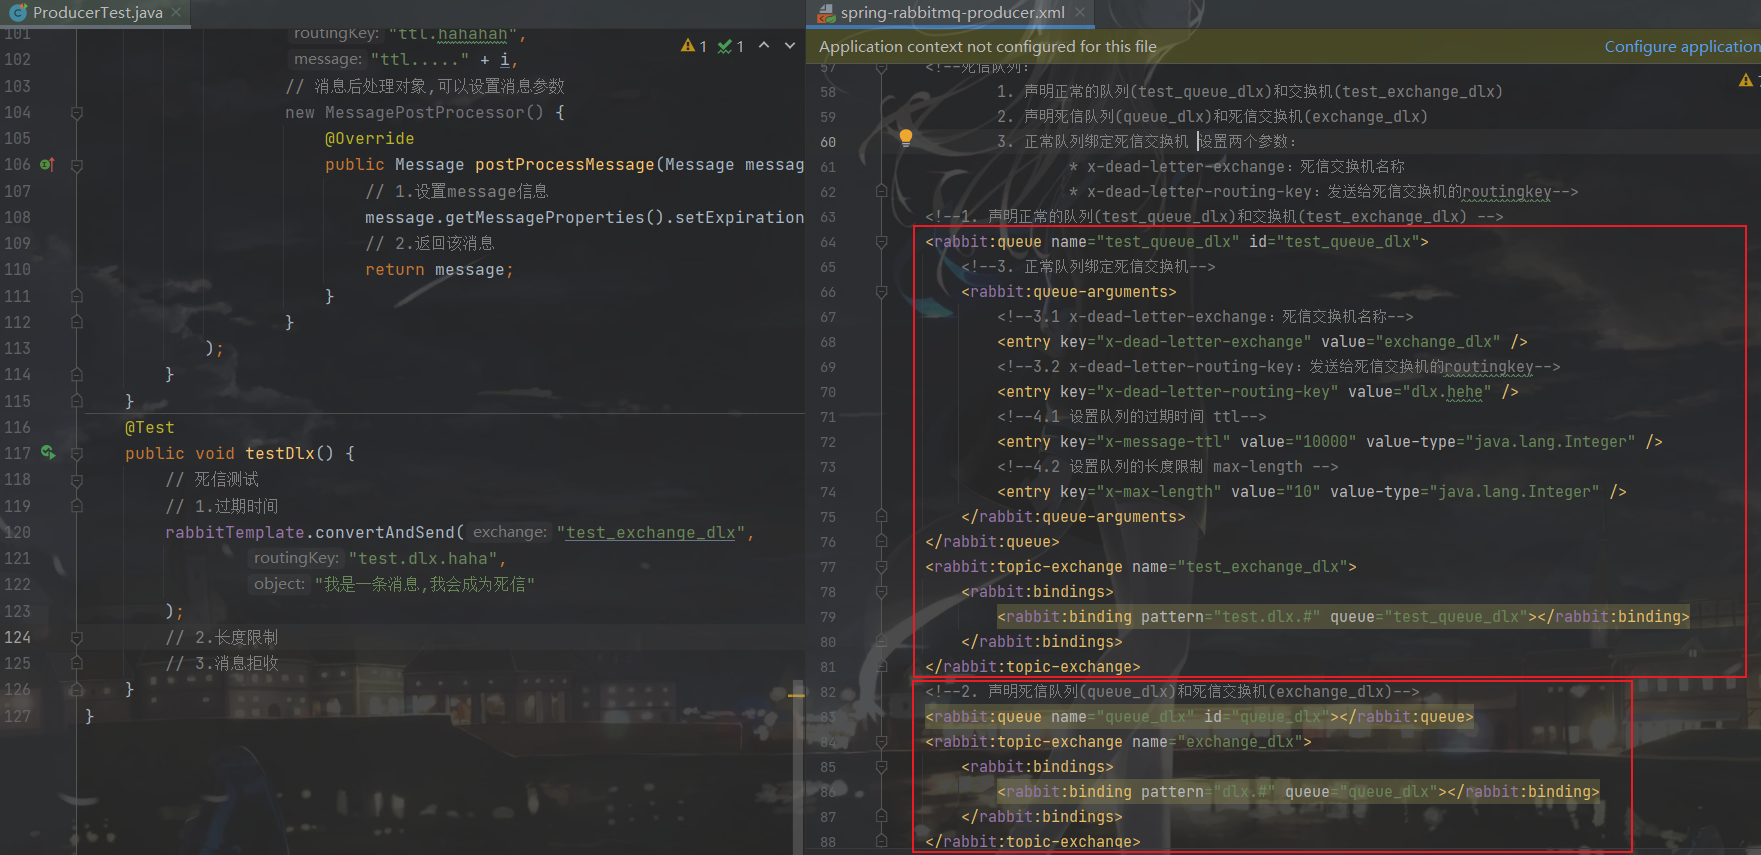 ProducerTest.java
101 routingKey: "ttl.hahahah",
102 message: "ttl....." + i,
103 // 消息后处理对象,可以设置消息参数
104 new MessagePostProcessor() {
105 @Override
106 public Message postProcessMessage(Message messag
107 // 1.设置message信息
108 message.getMessageProperties().setExpiration
109 // 2.返回该消息
110 return message;
111 }
112 }
113 );
114 }
115 }
116 @Test
117 public void testDlx() {
118 // 死信测试
119 // 1.过期时间
120 rabbitTemplate.convertAndSend( exchange: "test_exchange_dlx",
121 routingKey: "test.dlx.haha",
122 object: "我是一条消息,我会成为死信"
123 );
124 // 2.长度限制
125 // 3.消息拒收
126 }
127 }
1 1
spring-rabbitmq-producer.xml
Application context not configured for this file Configure application
57 <!--死信队列:
58 1. 声明正常的队列(test_queue_dlx)和交换机(test_exchange_dlx)
59 2. 声明死信队列(queue_dlx)和死信交换机(exchange_dlx)
60 3. 正常队列绑定死信交换机 设置两个参数:
61 * x-dead-letter-exchange: 死信交换机名称
62 * x-dead-letter-routing-key: 发送给死信交换机的routingkey-->
63 <!--1. 声明正常的队列(test_queue_dlx)和交换机(test_exchange_dlx) -->
64 <rabbit:queue name="test_queue_dlx" id="test_queue_dlx">
65 <!--3. 正常队列绑定死信交换机-->
66 <rabbit:queue-arguments>
67 <!--3.1 x-dead-letter-exchange: 死信交换机名称-->
68 <entry key="x-dead-letter-exchange" value="exchange_dlx" />
69 <!--3.2 x-dead-letter-routing-key: 发送给死信交换机的routingkey-->
70 <entry key="x-dead-letter-routing-key" value="dlx.hehe" />
71 <!--4.1 设置队列的过期时间 ttl-->
72 <entry key="x-message-ttl" value="10000" value-type="java.lang.Integer" />
73 <!--4.2 设置队列的长度限制 max-length -->
74 <entry key="x-max-length" value="10" value-type="java.lang.Integer" />
75 </rabbit:queue-arguments>
76 </rabbit:queue>
77 <rabbit:topic-exchange name="test_exchange_dlx">
78 <rabbit:bindings>
79 <rabbit:binding pattern="test.dlx.#" queue="test_queue_dlx"></rabbit:binding>
80 </rabbit:bindings>
81 </rabbit:topic-exchange>
82 <!--2. 声明死信队列(queue_dlx)和死信交换机(exchange_dlx)-->
83 <rabbit:queue name="queue_dlx" id="queue_dlx"></rabbit:queue>
84 <rabbit:topic-exchange name="exchange_dlx">
85 <rabbit:bindings>
86 <rabbit:binding pattern="dlx.#" queue="queue_dlx"></rabbit:binding>
87 </rabbit:bindings>
88 </rabbit:topic-exchange>